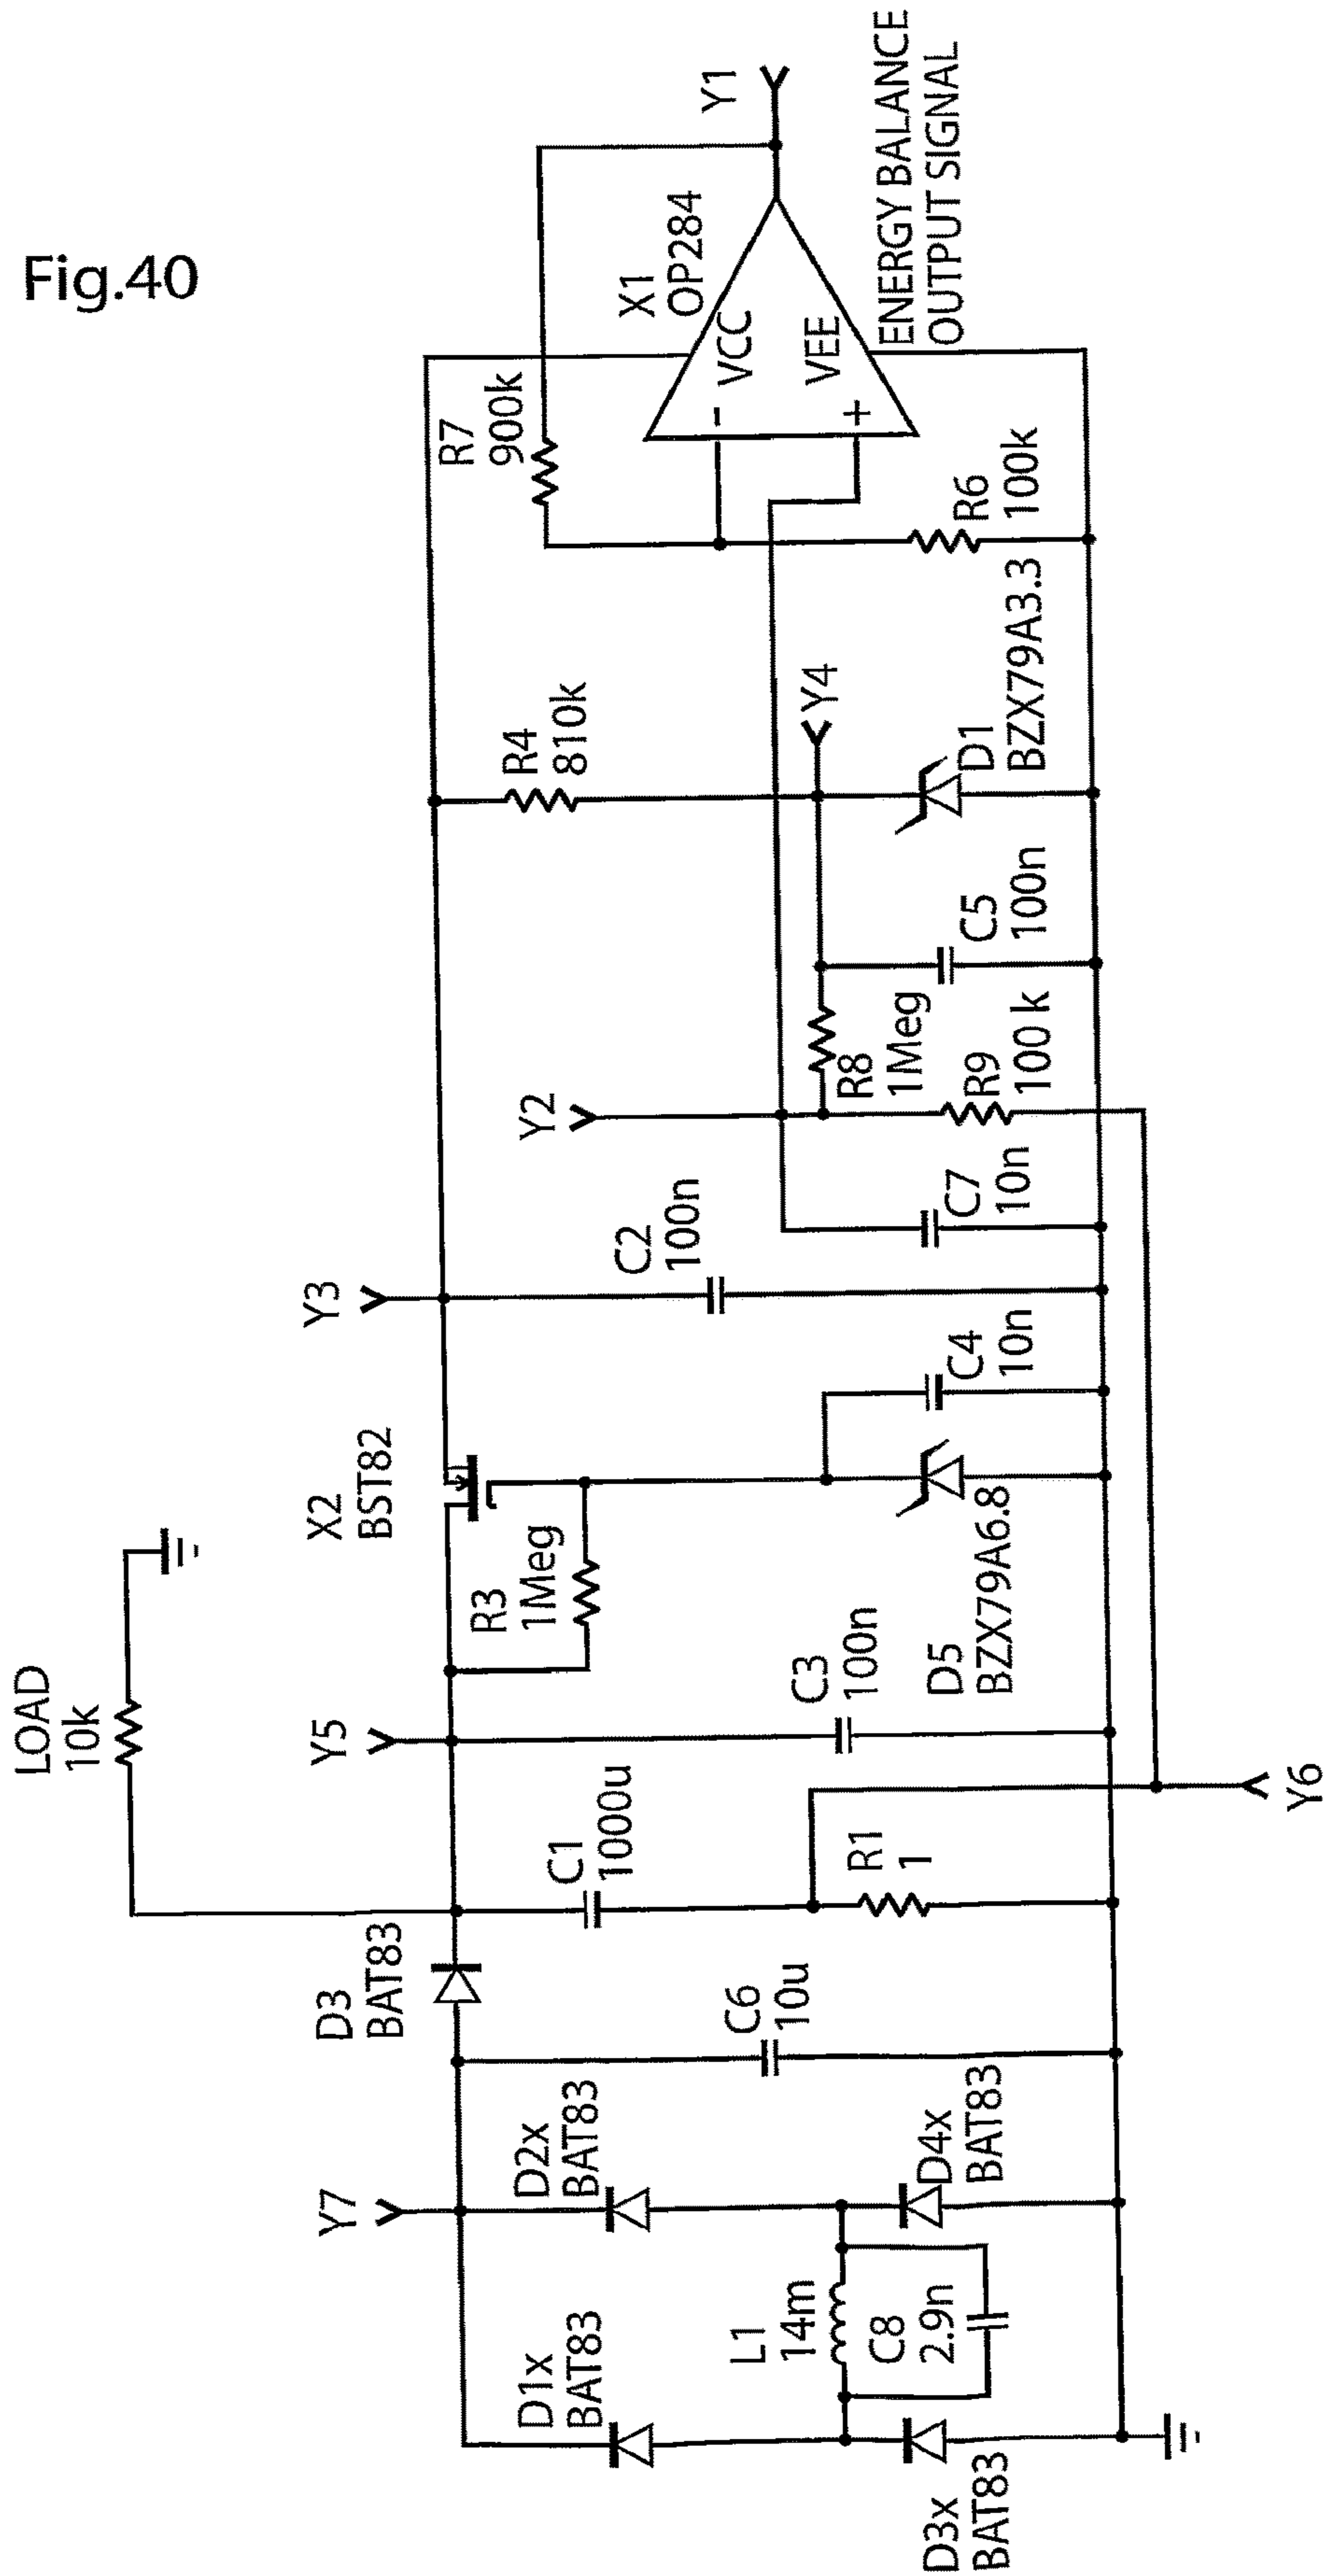 Fig.40
LOAD
10k
D1x
BAT83
D3x
BAT83
L1
14m
C8
2.9n
Y7
D2x
BAT83
D4x
BAT83
C6
10u
D3
BAT83
C1
1000u
R1
1
Y6
Y5
C3
100n
R3
1Meg
X2
BST82
D5
BZX79A6.8
C4
10n
Y3
C2
100n
C7
10n
Y2
R8
1Meg
R9
100 k
C5
100n
R4
810k
Y4
D1
BZX79A3.3
R7
900k
R6
100k
X1
OP284
VCC
VEE
-
+
Y1
ENERGY BALANCE
OUTPUT SIGNAL